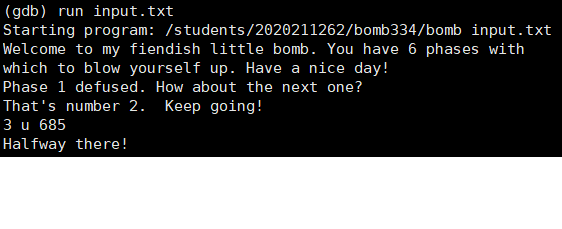 (gdb) run input.txt
Starting program: /students/2020211262/bomb334/bomb input.txt
Welcome to my fiendish little bomb. You have 6 phases with
which to blow yourself up. Have a nice day!
Phase 1 defused. How about the next one?
That's number 2.  Keep going!
3 u 685
Halfway there!